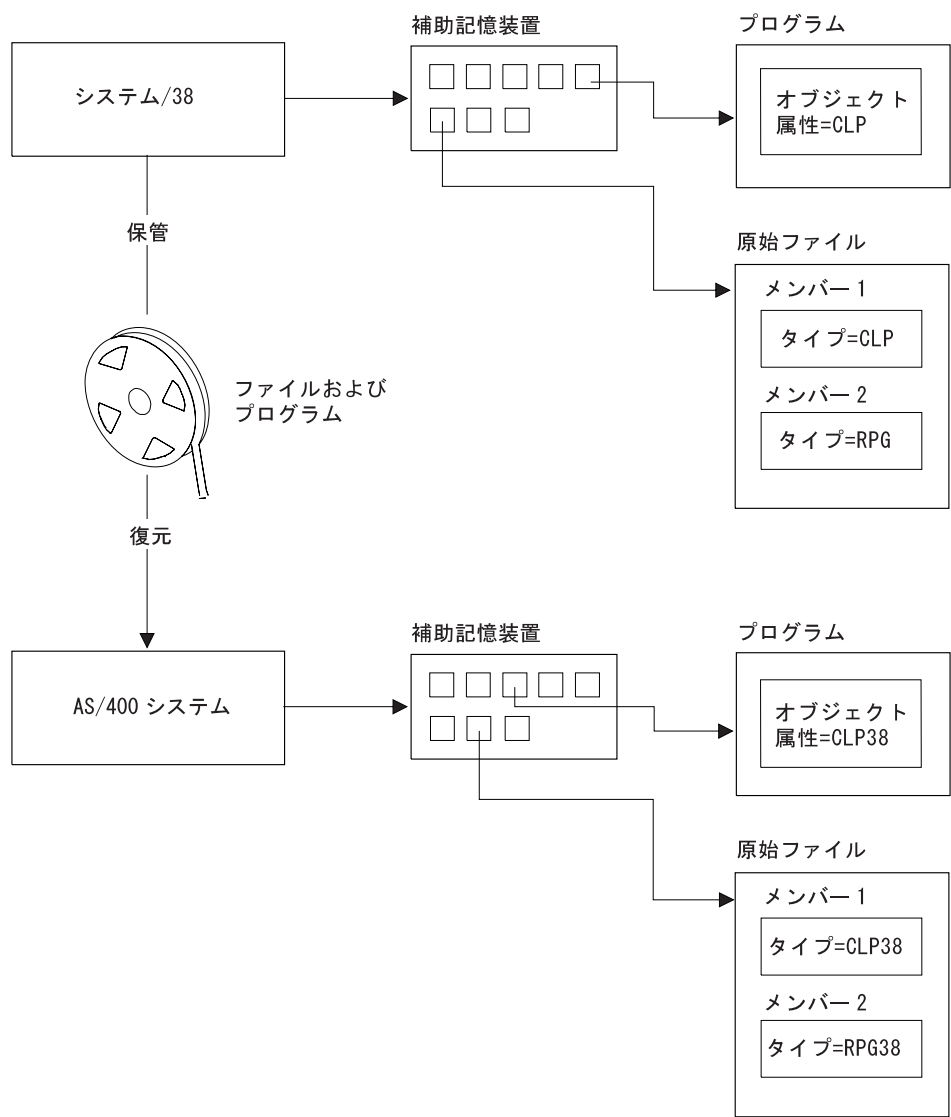 補助記憶装置
プログラム
システム/38
オブジェクト
属性=CLP
保管
原始ファイル
メンバー 1
タイプ=CLP
メンバー 2
タイプ=RPG
ファイルおよび
プログラム
復元
補助記憶装置
プログラム
AS/400 システム
オブジェクト
属性=CLP38
原始ファイル
メンバー 1
タイプ=CLP38
メンバー 2
タイプ=RPG38